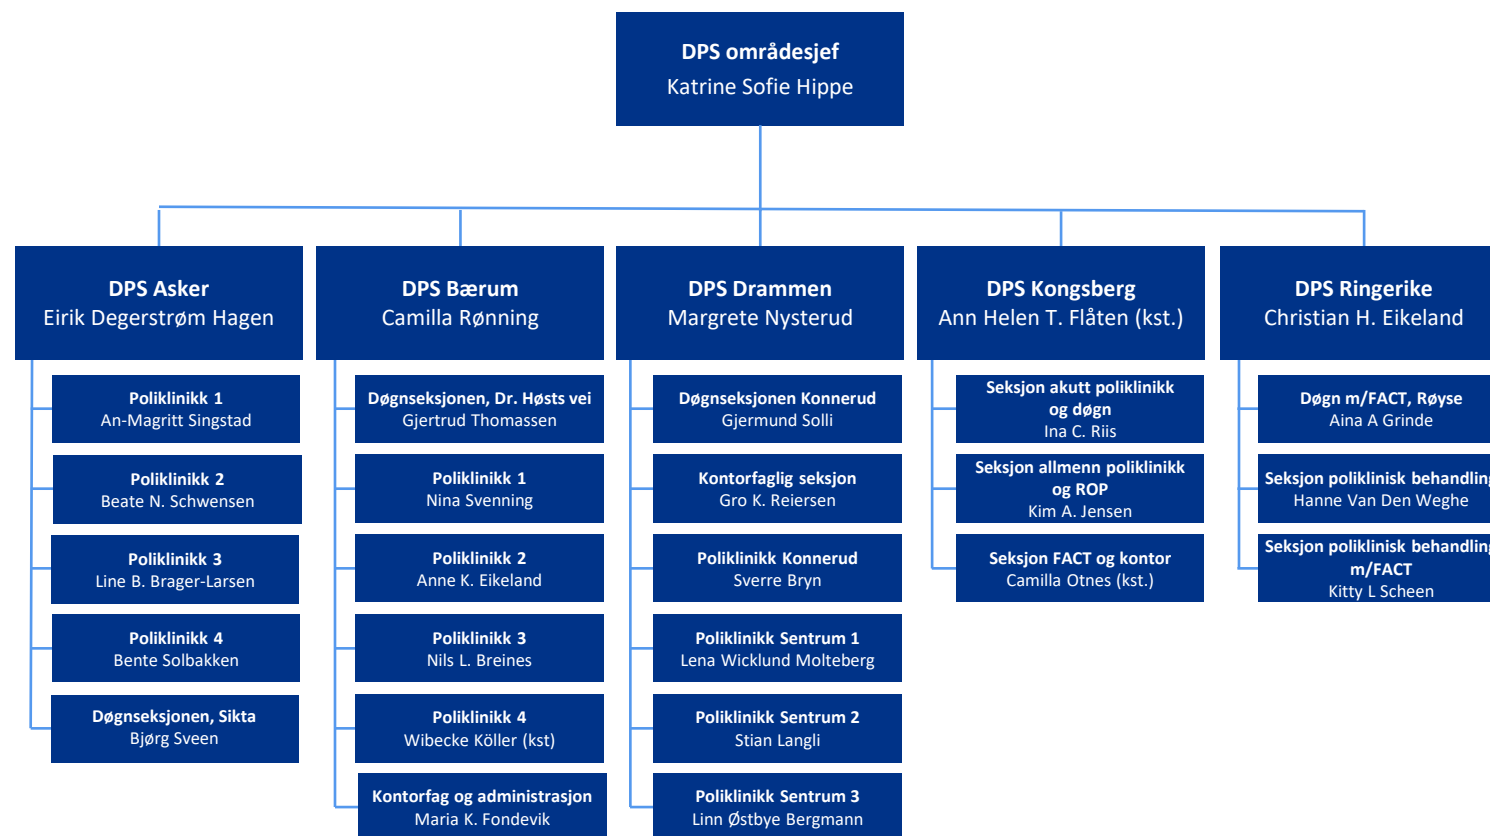 DPS områdesjef
Katrine Sofie Hippe
DPS Asker
Eirik Degerstrøm Hagen
Poliklinikk 1
An-Magritt Singstad
Poliklinikk 2
Beate N. Schwensen
Poliklinikk 3
Line B. Brager-Larsen
Poliklinikk 4
Bente Solbakken
Døgnseksjonen, Sikta
Bjørg Sveen
DPS Bærum
Camilla Rønning
Døgnseksjonen, Dr. Høsts vei
Gjertrud Thomassen
Poliklinikk 1
Nina Svenning
Poliklinikk 2
Anne K. Eikeland
Poliklinikk 3
Nils L. Breines
Poliklinikk 4
Wibecke Köller (kst)
Kontorfag og administrasjon
Maria K. Fondevik
DPS Drammen
Margrete Nysterud
Døgnseksjonen Konnerud
Gjermund Solli
Kontorfaglig seksjon
Gro K. Reiersen
Poliklinikk Konnerud
Sverre Bryn
Poliklinikk Sentrum 1
Lena Wicklund Molteberg
Poliklinikk Sentrum 2
Stian Langli
Poliklinikk Sentrum 3
Linn Østbye Bergmann
DPS Kongsberg
Ann Helen T. Flåten (kst.)
Seksjon akutt poliklinikk
og døgn
Ina C. Riis
Seksjon allmenn poliklinikk
og ROP
Kim A. Jensen
Seksjon FACT og kontor
Camilla Otnes (kst.)
DPS Ringerike
Christian H. Eikeland
Døgn m/FACT, Røyse
Aina A Grinde
Seksjon poliklinisk behandling
Hanne Van Den Weghe
Seksjon poliklinisk behandling
m/FACT
Kitty L Scheen